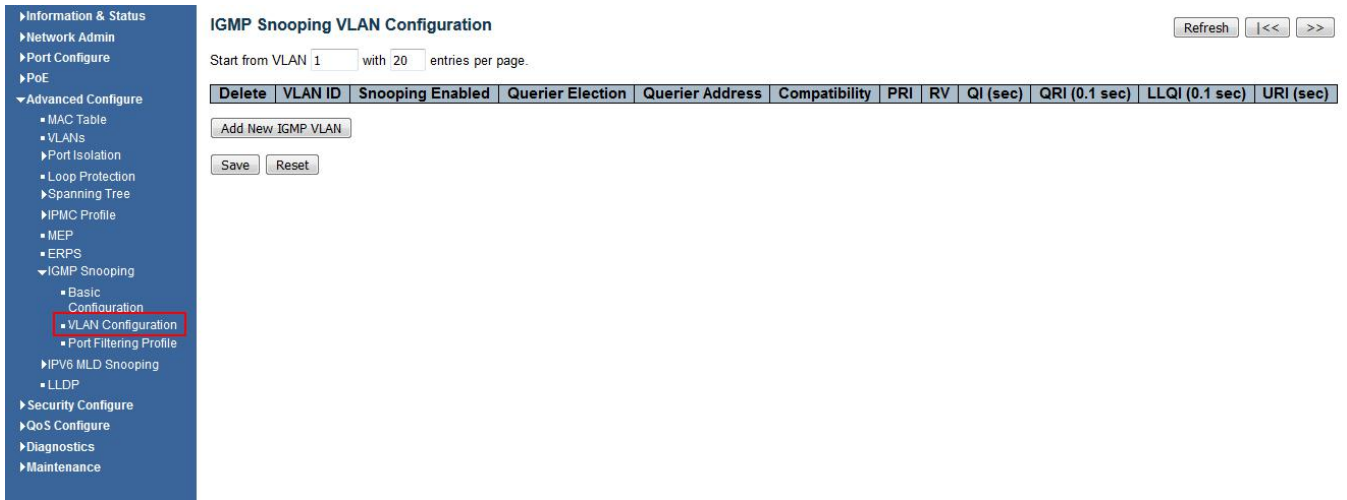 Information & Status
Network Admin
Port Configure
PoE
Advanced Configure
MAC Table
VLANs
Port Isolation
Loop Protection
Spanning Tree
IPMC Profile
MEP
ERPS
IGMP Snooping
Basic
Configuration
VLAN Configuration
Port Filtering Profile
IPV6 MLD Snooping
LLDP
Security Configure
QoS Configure
Diagnostics
Maintenance
IGMP Snooping VLAN Configuration
Refresh |<< >>
Start from VLAN 1 with 20 entries per page.
Delete VLAN ID Snooping Enabled Querier Election Querier Address Compatibility PRI RV QI (sec) QRI (0.1 sec) LLQI (0.1 sec) URI (sec)
Add New IGMP VLAN
Save Reset